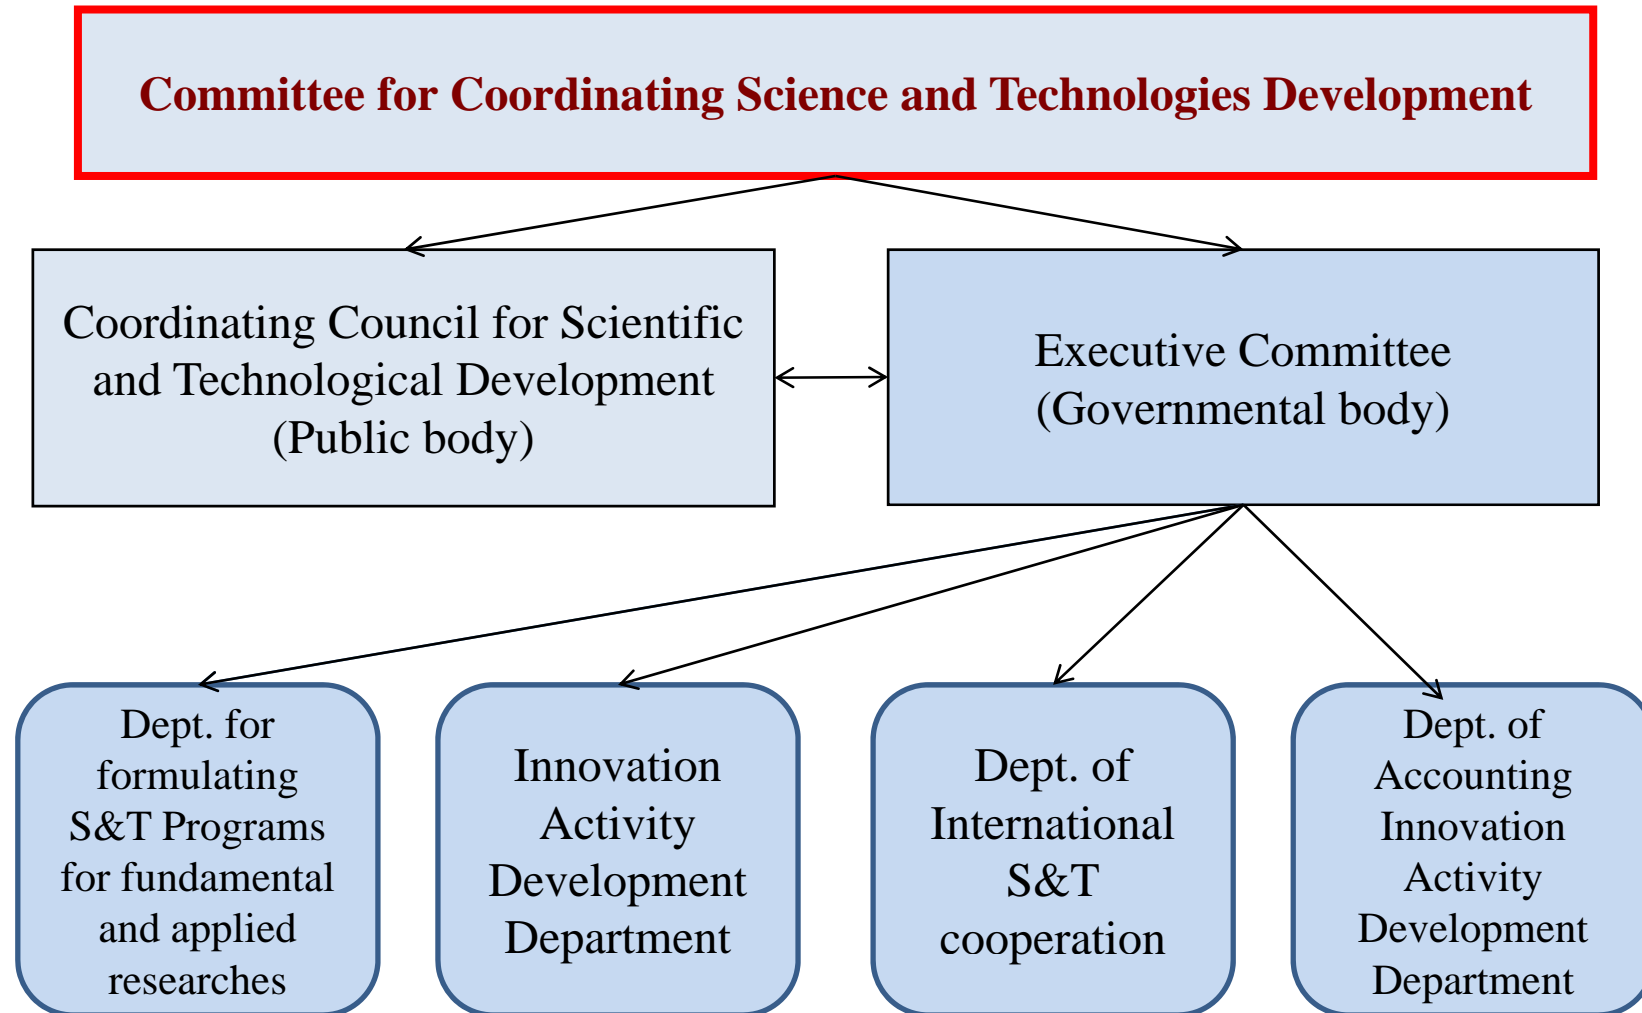 Committee for Coordinating Science and Technologies Development
Coordinating Council for Scientific
and Technological Development
(Public body)
Executive Committee
(Governmental body)
Dept. for
formulating
S&T Programs
for fundamental
and applied
researches
Innovation
Activity
Development
Department
Dept. of
International
S&T
cooperation
Dept. of
Accounting
Innovation
Activity
Development
Department